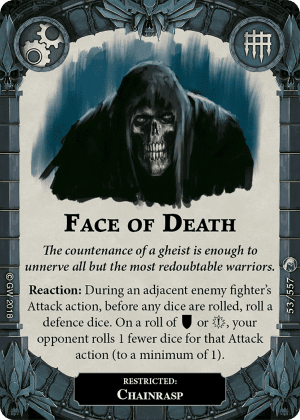 FACE OF DEATH
The countenance of a gheist is enough to
unnerve all but the most redoubtable warriors.
Reaction: During an adjacent enemy fighter's
Attack action, before any dice are rolled, roll a
defence dice. On a roll of or , your
opponent rolls 1 fewer dice for that Attack
action (to a minimum of 1).
RESTRICTED:
CHAINRASP
© GW 2018
53/557